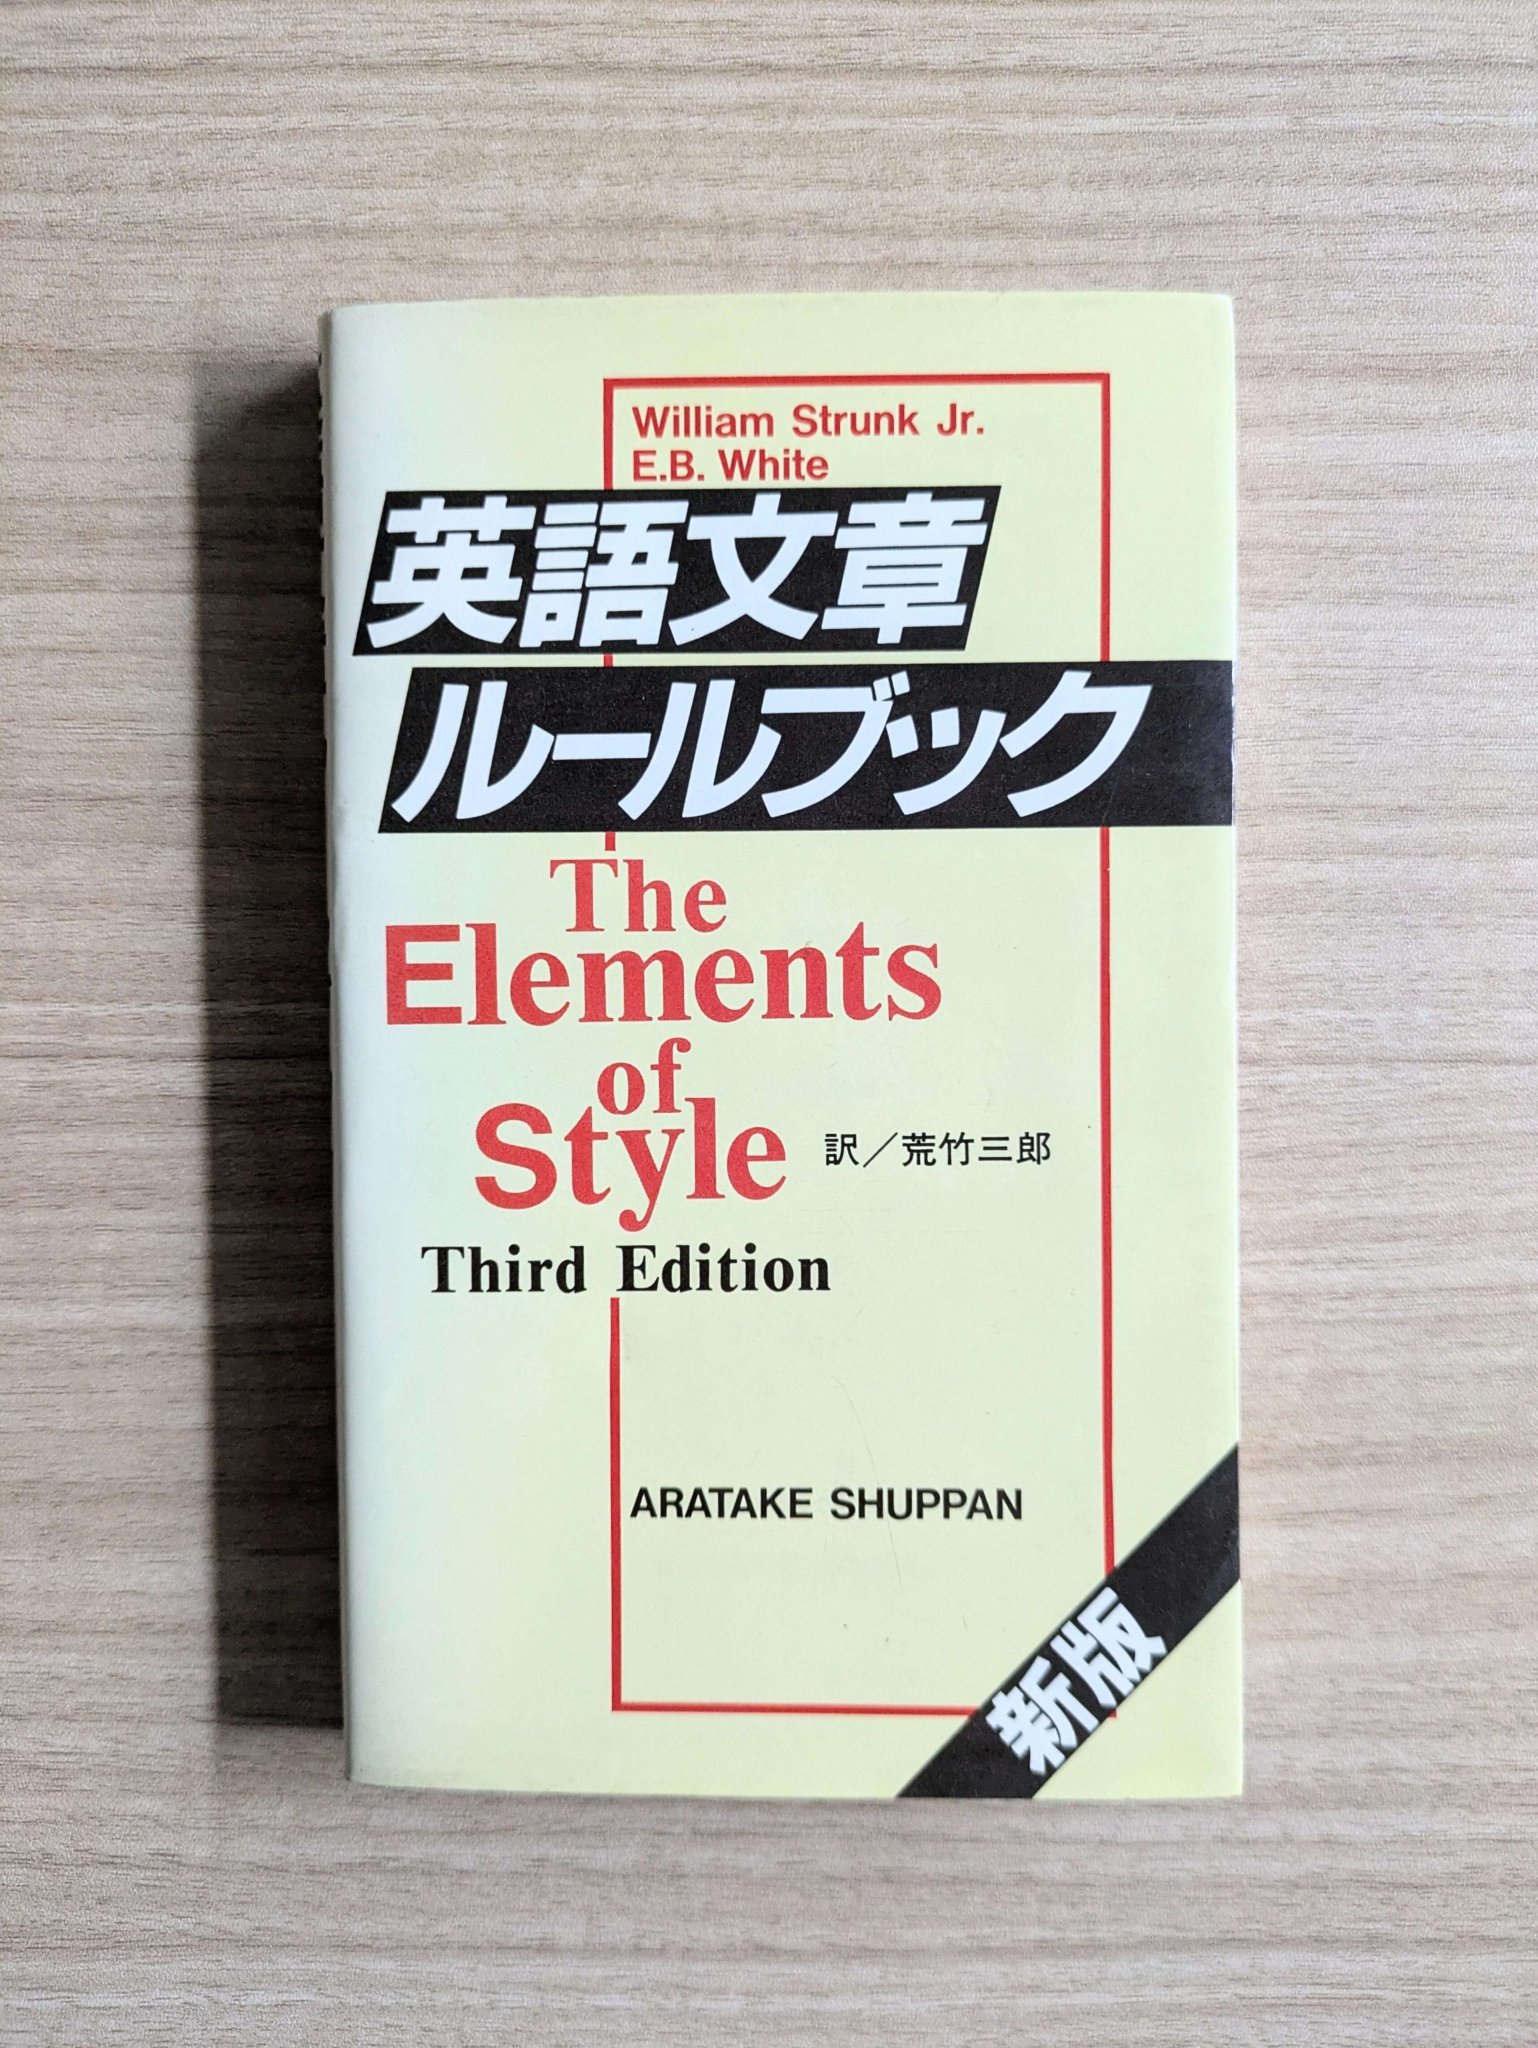 William Strunk Jr.
E.B. White
英語文章
ルールブック
The
Elements
of
Style
訳／荒竹三郎
Third Edition
ARATAKE SHUPPAN
新版